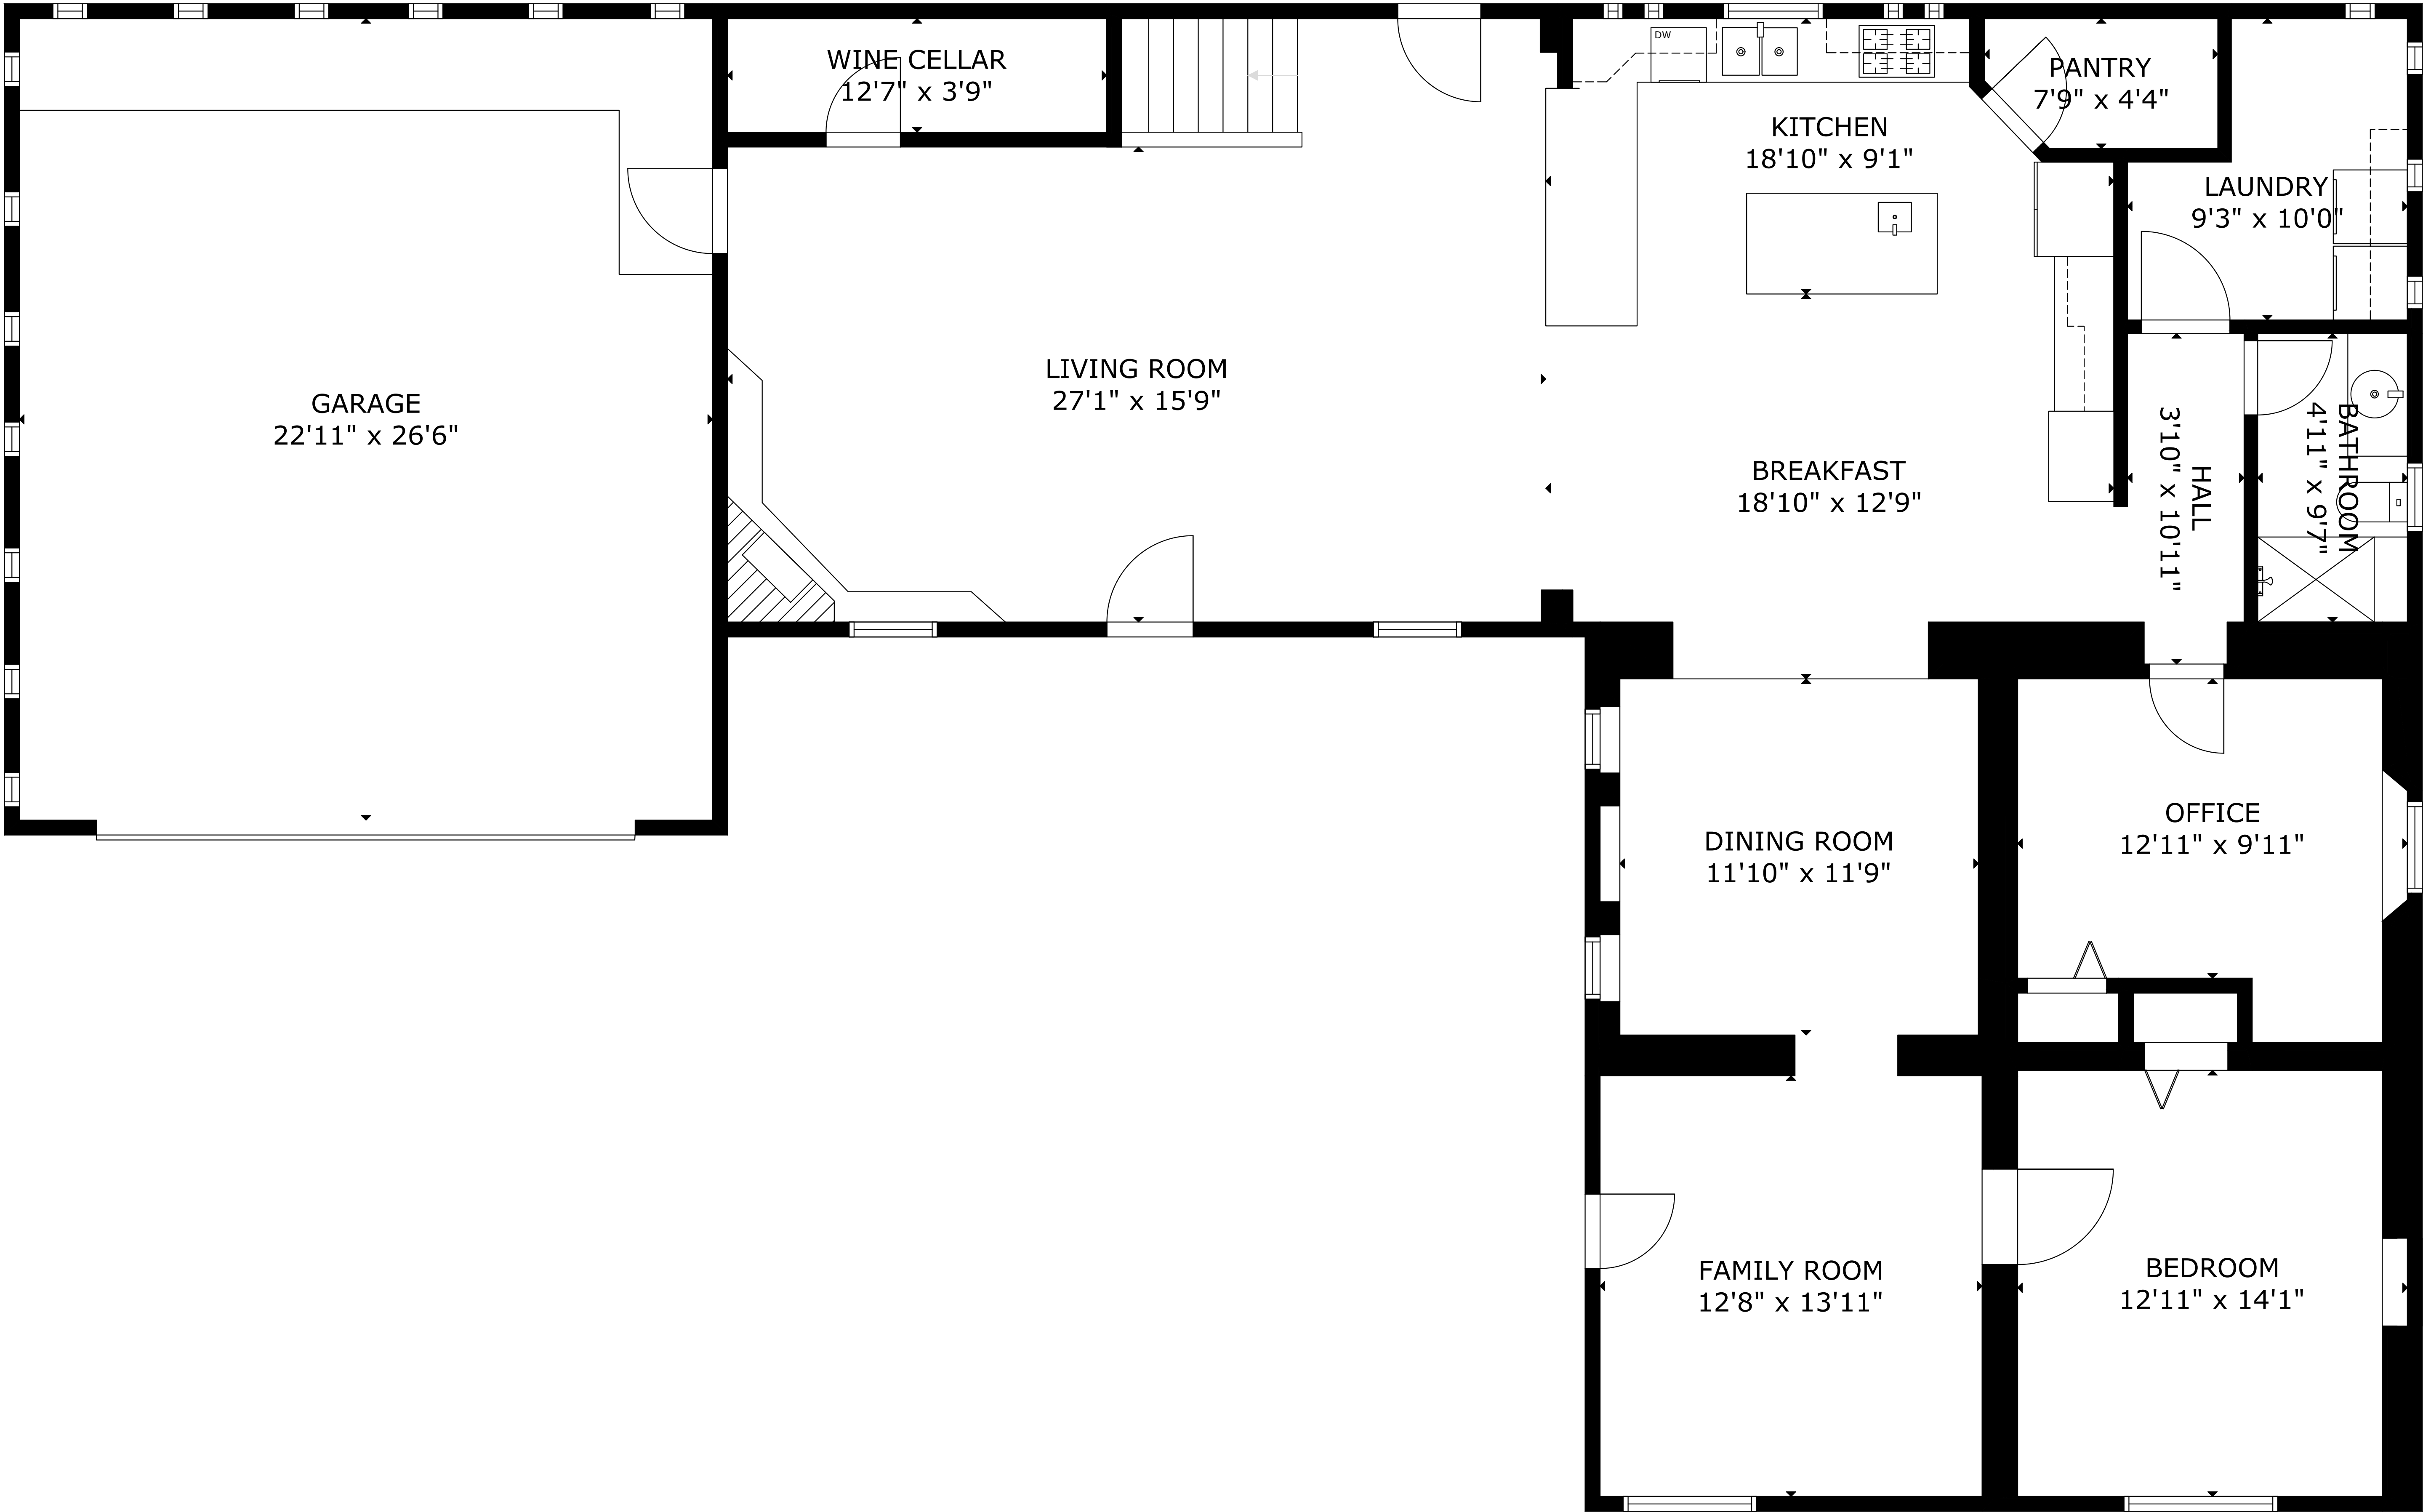 WINE CELLAR
12'7" x 3'9"
DW
PANTRY
7'9" x 4'4"
KITCHEN
18'10" x 9'1"
LAUNDRY
9'3" x 10'0"
GARAGE
22'11" x 26'6"
LIVING ROOM
27'1" x 15'9"
BREAKFAST
18'10" x 12'9"
HALL
3'10" x 10'11"
BATHROOM
4'11" x 9'7"
DINING ROOM
11'10" x 11'9"
OFFICE
12'11" x 9'11"
FAMILY ROOM
12'8" x 13'11"
BEDROOM
12'11" x 14'1"